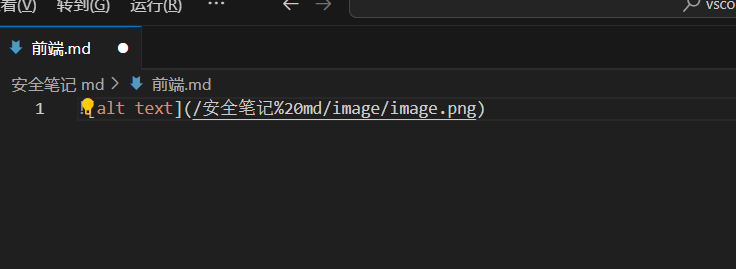 看(V) 转到(G) 运行(R) ··· ← → vsco
前端.md ●
安全笔记 md > 前端.md
1 [alt text](/安全笔记%20md/image/image.png)